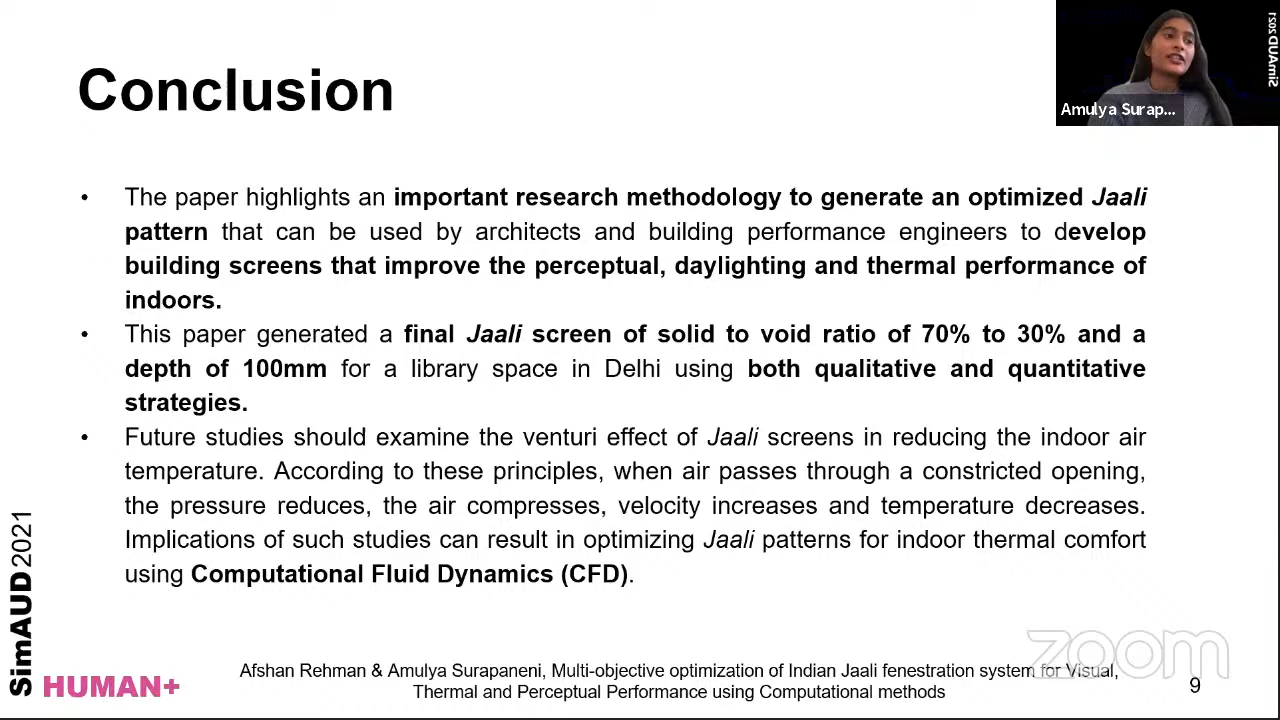 SimAUD 2021
Amulya Surap...
Conclusion
• The paper highlights an important research methodology to generate an optimized Jaali
pattern that can be used by architects and building performance engineers to develop
building screens that improve the perceptual, daylighting and thermal performance of
indoors.
• This paper generated a final Jaali screen of solid to void ratio of 70% to 30% and a
depth of 100mm for a library space in Delhi using both qualitative and quantitative
strategies.
• Future studies should examine the venturi effect of Jaali screens in reducing the indoor air
temperature. According to these principles, when air passes through a constricted opening,
the pressure reduces, the air compresses, velocity increases and temperature decreases.
Implications of such studies can result in optimizing Jaali patterns for indoor thermal comfort
using Computational Fluid Dynamics (CFD).
SimAUD2021
HUMAN+
Afshan Rehman & Amulya Surapaneni, Multi-objective optimization of Indian Jaali fenestration system for Visual,
Thermal and Perceptual Performance using Computational methods
zoom
9